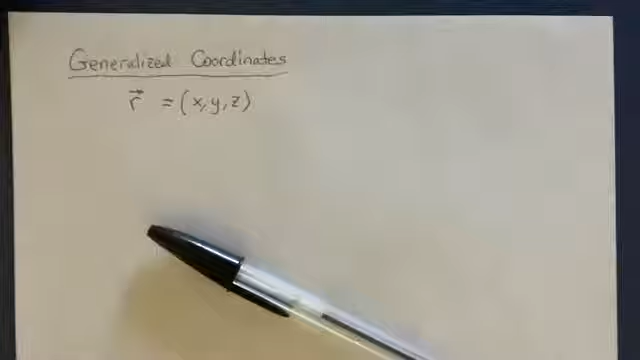 Generalized Coordinates
r⃗ = (x, y, z)